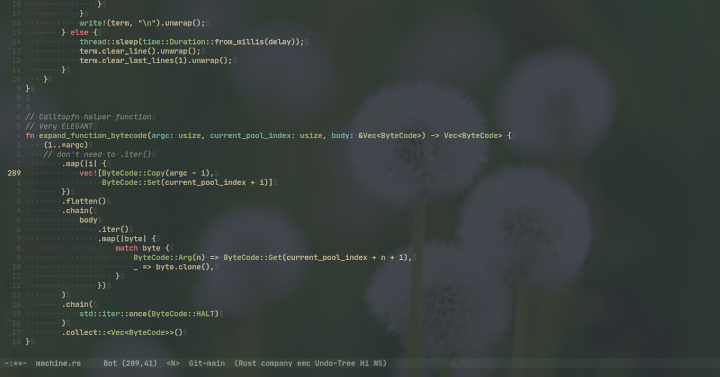 18 }
17 }
16 write!(term, "\n").unwrap();
15 } else {
14 thread::sleep(time::Duration::from_millis(delay));
13 term.clear_line().unwrap();
12 term.clear_last_lines(1).unwrap();
11 }
10 }
9 }
8
7
6
5 // Calltopfn helper function
5 // Very ELEGANT
4 fn expand_function_bytecode(argc: usize, current_pool_index: usize, body: &Vec<ByteCode>) -> Vec<ByteCode> {
3 (1..=argc)
2 // don't need to .iter()
1 .map(|i| {
289 vec![ByteCode::Copy(argc - 1),
1 ByteCode::Set(current_pool_index + i)]
2 })
3 .flatten()
4 .chain(
5 body
6 .iter()
7 .map(|byte| {
8 match byte {
9 ByteCode::Arg(n) => ByteCode::Get(current_pool_index + n + 1),
10 _ => byte.clone(),
11 }
12 })
13 )
14 .chain(
15 std::iter::once(ByteCode::HALT)
16 )
17 .collect::<Vec<ByteCode>>()
18 }
-:**- machine.rs Bot (289,41) <N> Git-main (Rust company emc Undo-Tree Hi WS)